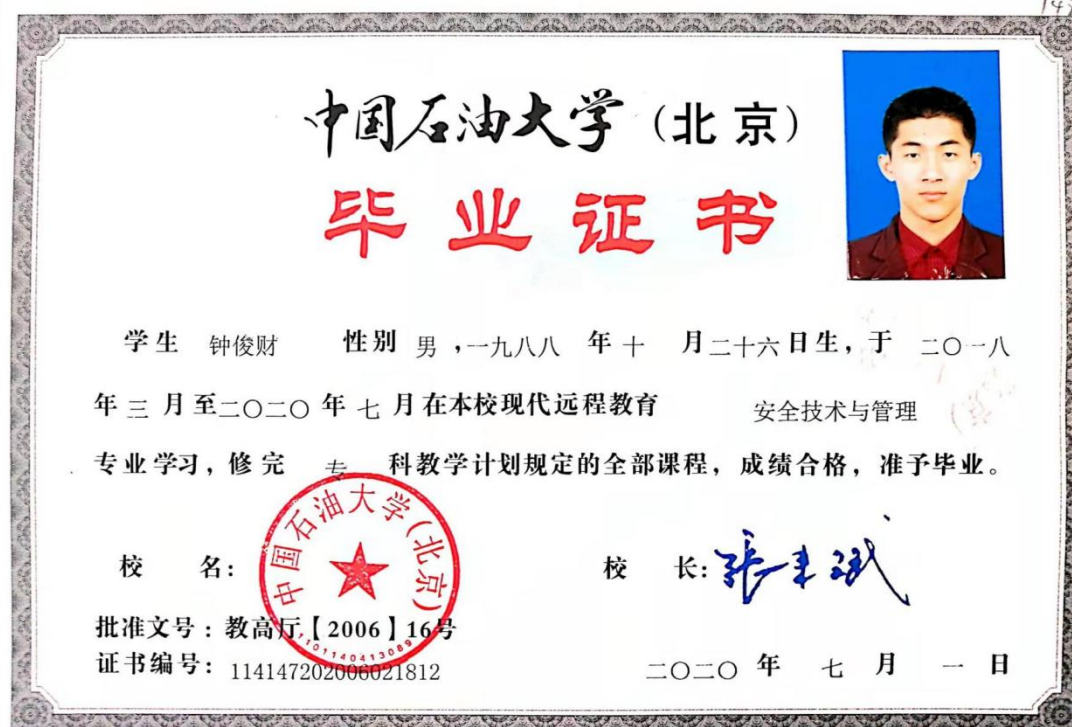 中国石油大学（北京）
毕业证书
学生 钟俊财 性别 男，一九八八 年 十 月 二十六 日生，于 二〇一八
年 三 月至 二〇二〇 年 七 月在本校现代远程教育 安全技术与管理
专业学习，修完 专 科教学计划规定的全部课程，成绩合格，准予毕业。
中国石油大学(北京)
1101140413089
校 名：
校 长：张来斌
批准文号：教高厅【2006】16号
证书编号：114147202006021812
二〇二〇 年 七 月 一 日